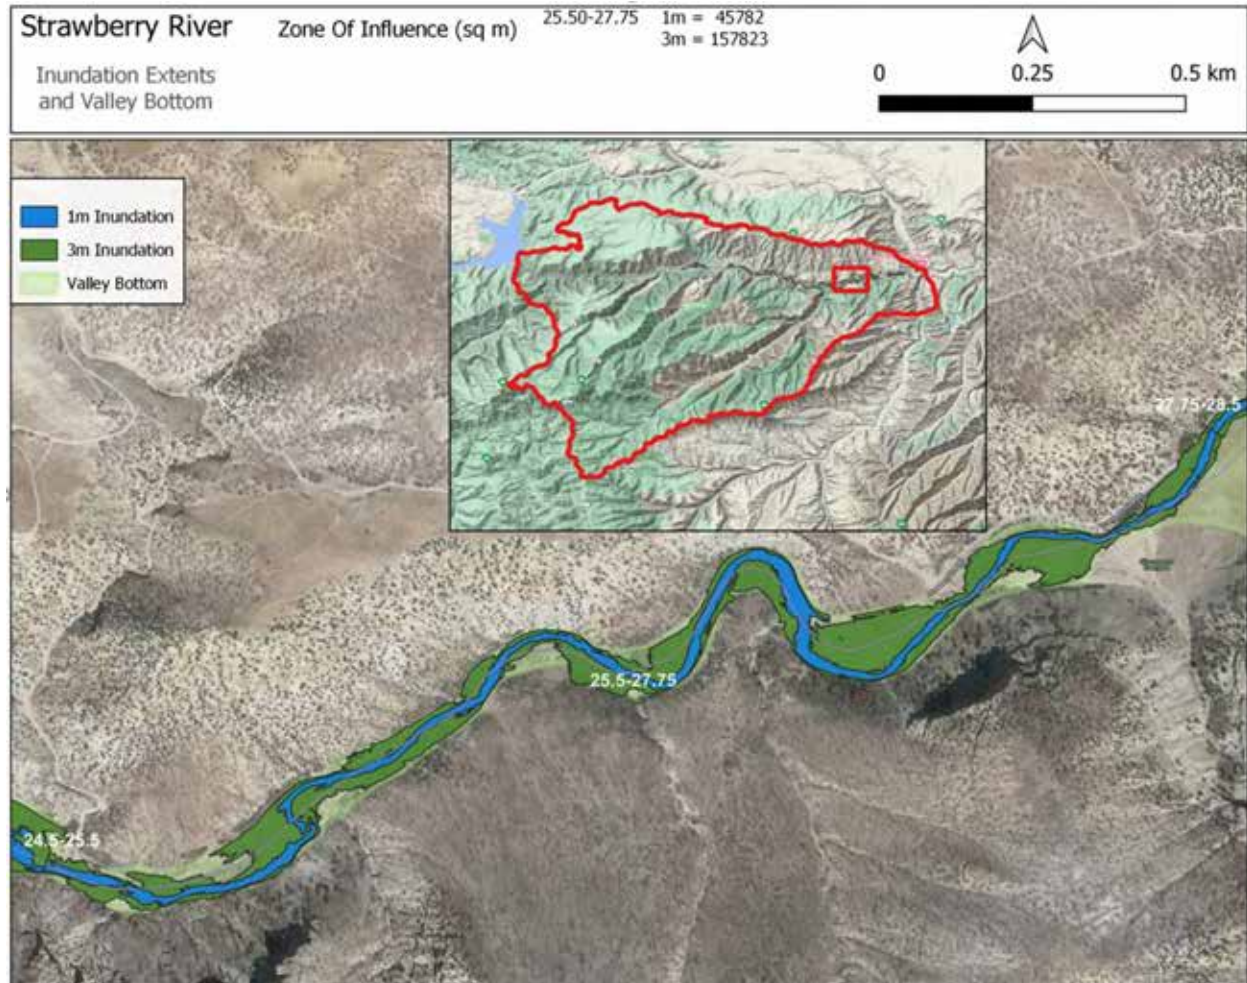 Strawberry River
Zone Of Influence (sq m)
25.50-27.75 1m = 45782
3m = 157823
Inundation Extents
and Valley Bottom
0 0.25 0.5 km
1m Inundation
3m Inundation
Valley Bottom
27.75-28.5
25.5-27.75
24.5-25.5